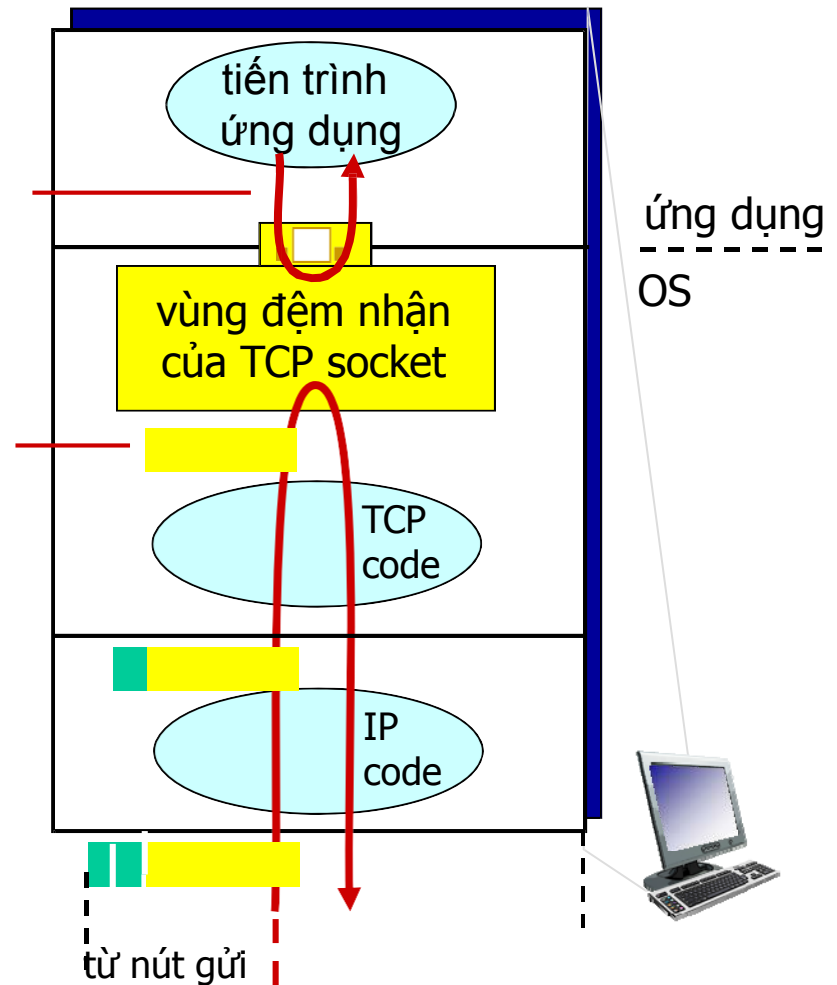 tiến trình
ứng dụng
ứng dụng
OS
vùng đệm nhận
của TCP socket
TCP
code
IP
code
từ nút gửi